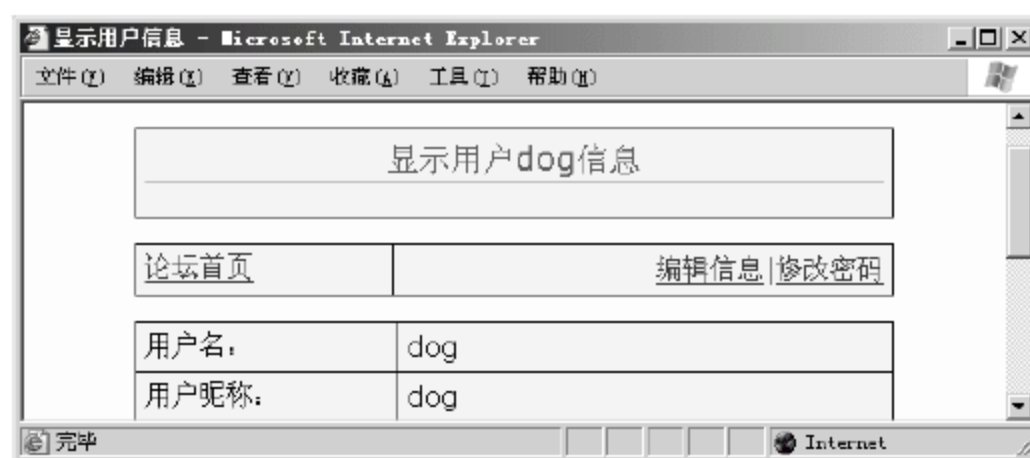 显示用户信息 - Microsoft Internet Explorer
文件(F) 编辑(E) 查看(V) 收藏(A) 工具(T) 帮助(H)
显示用户dog信息
论坛首页 编辑信息|修改密码
用户名: dog
用户昵称: dog
完毕 Internet